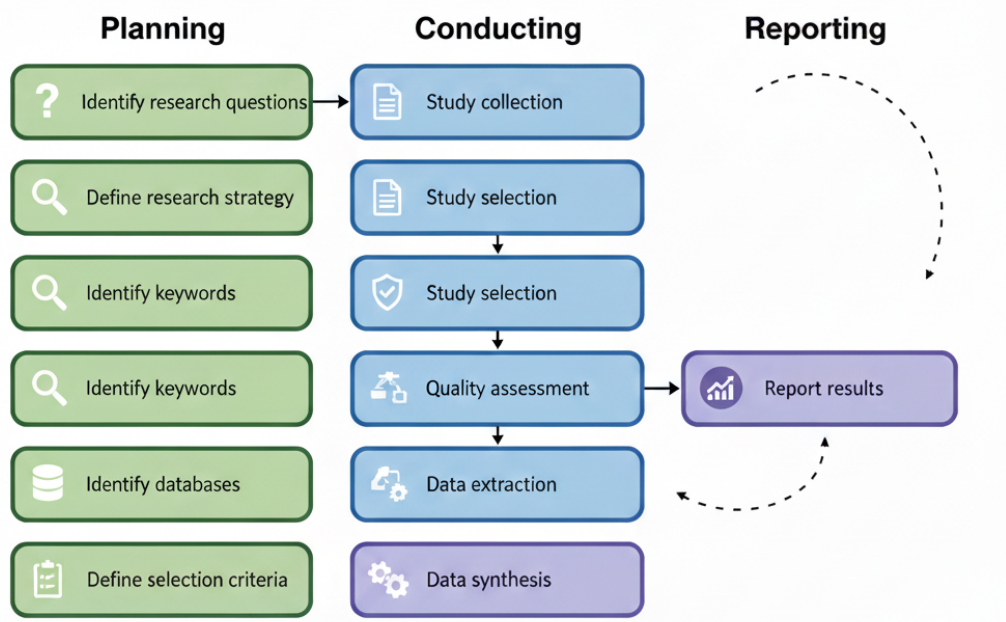 Planning
Conducting
Reporting
Identify research questions
Define research strategy
Identify keywords
Identify keywords
Identify databases
Define selection criteria
Study collection
Study selection
Study selection
Quality assessment
Data extraction
Data synthesis
Report results